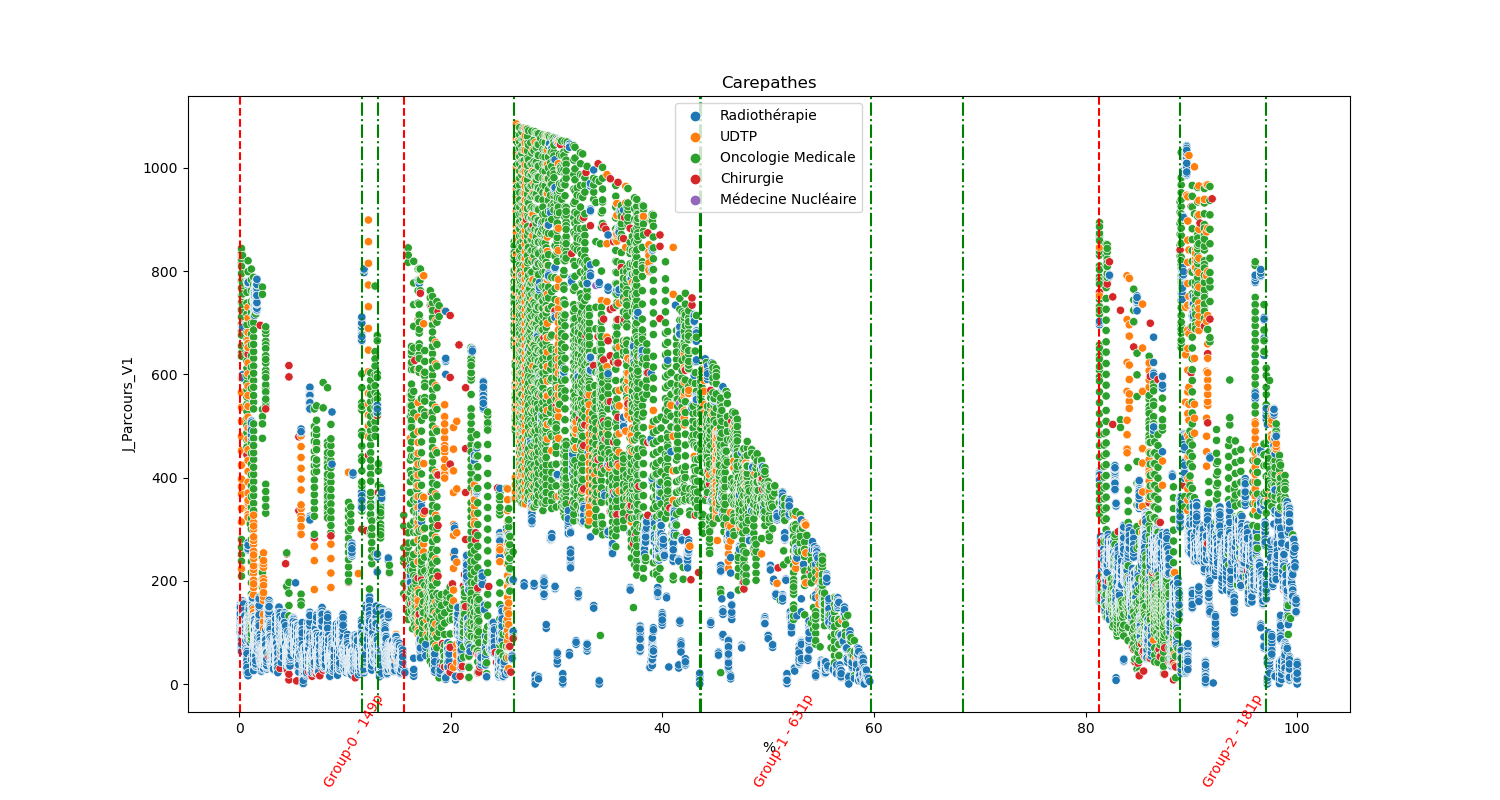 Carepathes
Radiothérapie
UDTP
Oncologie Medicale
Chirurgie
Médecine Nucléaire
J_Parcours_V1
1000
800
600
400
200
0
0
20
40
60
80
100
%
Group-0 - 149p
Group-1 - 631p
Group-2 - 181p